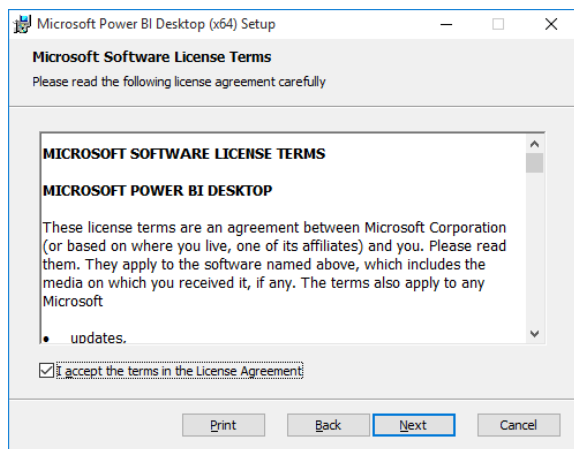 Microsoft Power BI Desktop (x64) Setup
Microsoft Software License Terms
Please read the following license agreement carefully
MICROSOFT SOFTWARE LICENSE TERMS
MICROSOFT POWER BI DESKTOP
These license terms are an agreement between Microsoft Corporation
(or based on where you live, one of its affiliates) and you. Please read
them. They apply to the software named above, which includes the
media on which you received it, if any. The terms also apply to any
Microsoft
• updates,
I accept the terms in the License Agreement
Print Back Next Cancel